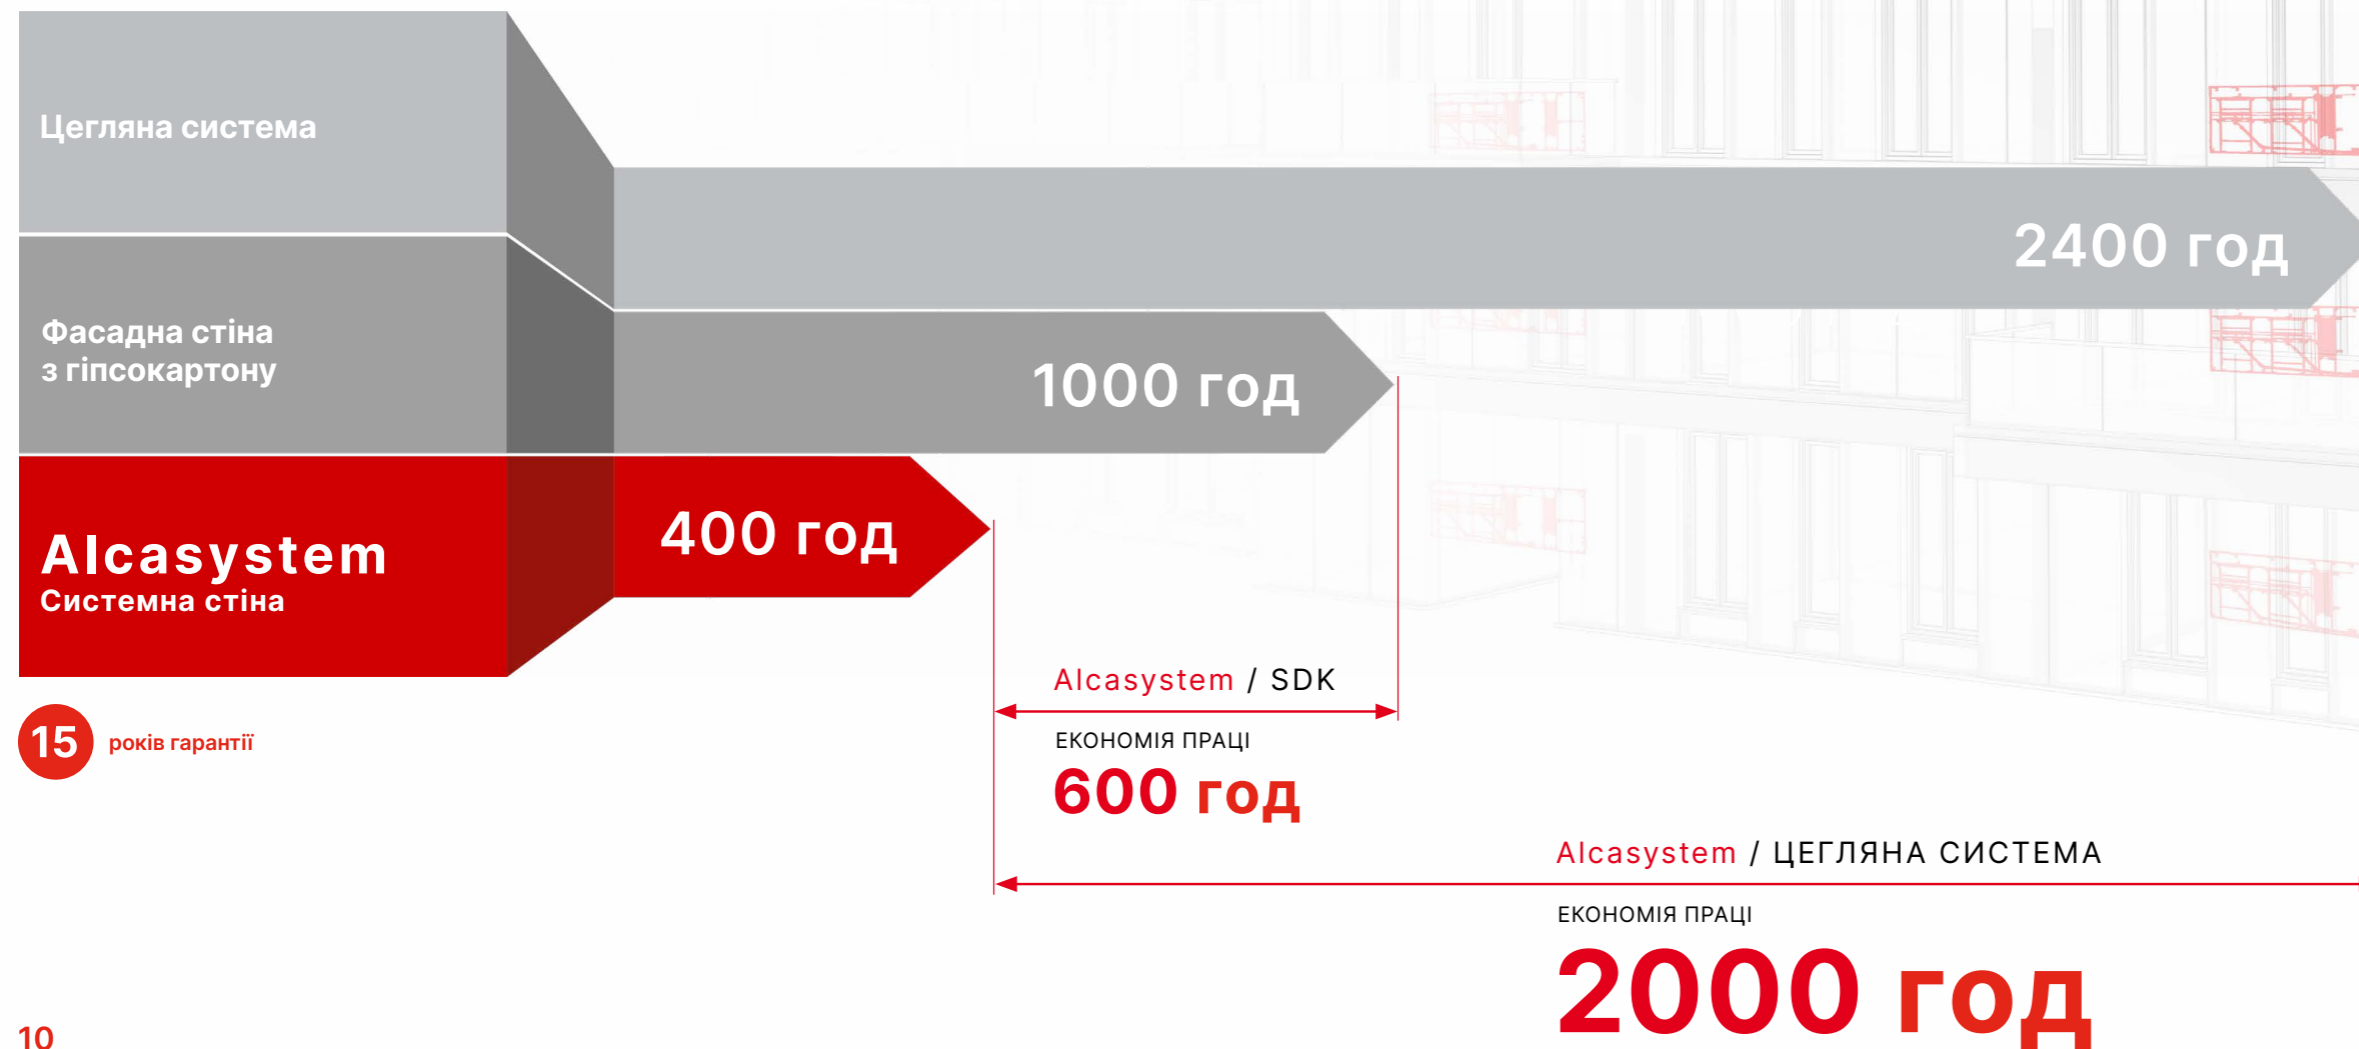 Цегляна система
2400 год
Фасадна стіна
з гіпсокартону
1000 год
Alcasystem
Системна стіна
400 год
15 років гарантії
Alcasystem / SDK
ЕКОНОМІЯ ПРАЦІ
600 год
Alcasystem / ЦЕГЛЯНА СИСТЕМА
ЕКОНОМІЯ ПРАЦІ
2000 год
10